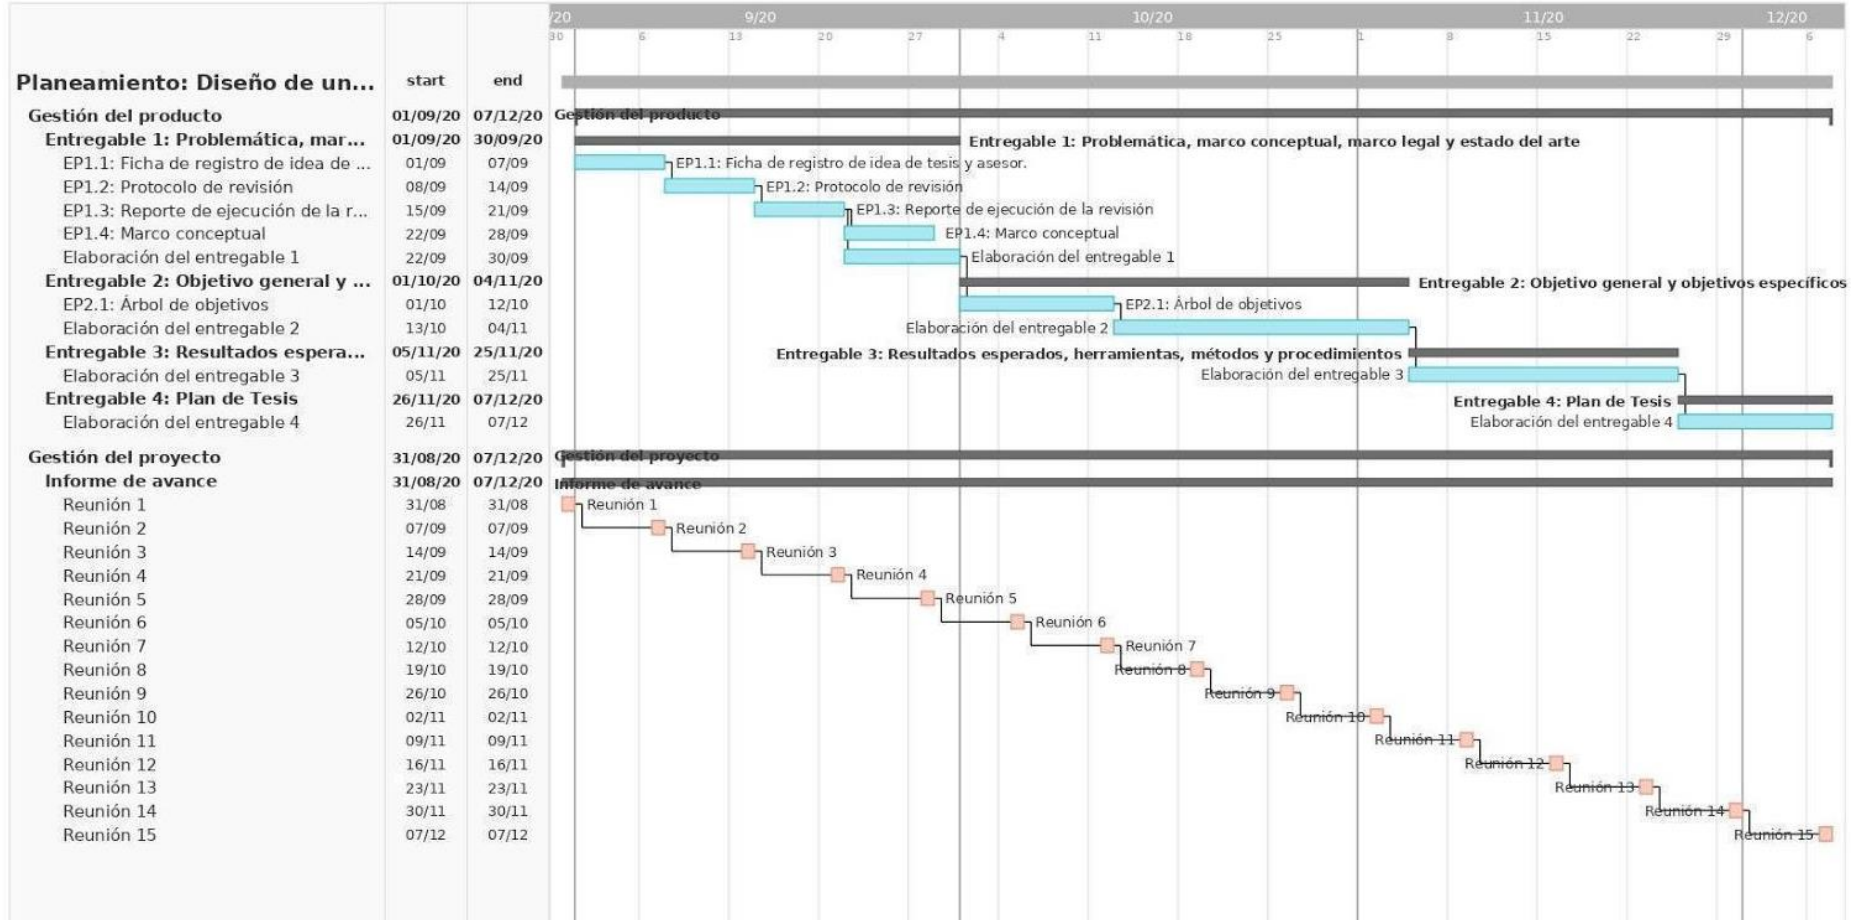 /20 9/20 10/20 11/20 12/20
30 6 13 20 27 4 11 18 25 1 8 15 22 29 6
Planeamiento: Diseño de un... start end
Gestión del producto 01/09/20 07/12/20 Gestión del producto
Entregable 1: Problemática, mar... 01/09/20 30/09/20 Entregable 1: Problemática, marco conceptual, marco legal y estado del arte
EP1.1: Ficha de registro de idea de ... 01/09 07/09 EP1.1: Ficha de registro de idea de tesis y asesor.
EP1.2: Protocolo de revisión 08/09 14/09 EP1.2: Protocolo de revisión
EP1.3: Reporte de ejecución de la r... 15/09 21/09 EP1.3: Reporte de ejecución de la revisión
EP1.4: Marco conceptual 22/09 28/09 EP1.4: Marco conceptual
Elaboración del entregable 1 22/09 30/09 Elaboración del entregable 1
Entregable 2: Objetivo general y ... 01/10/20 04/11/20 Entregable 2: Objetivo general y objetivos específicos
EP2.1: Árbol de objetivos 01/10 12/10 EP2.1: Árbol de objetivos
Elaboración del entregable 2 13/10 04/11 Elaboración del entregable 2
Entregable 3: Resultados espera... 05/11/20 25/11/20 Entregable 3: Resultados esperados, herramientas, métodos y procedimientos
Elaboración del entregable 3 05/11 25/11 Elaboración del entregable 3
Entregable 4: Plan de Tesis 26/11/20 07/12/20 Entregable 4: Plan de Tesis
Elaboración del entregable 4 26/11 07/12 Elaboración del entregable 4
Gestión del proyecto 31/08/20 07/12/20 Gestión del proyecto
Informe de avance 31/08/20 07/12/20 Informe de avance
Reunión 1 31/08 31/08 Reunión 1
Reunión 2 07/09 07/09 Reunión 2
Reunión 3 14/09 14/09 Reunión 3
Reunión 4 21/09 21/09 Reunión 4
Reunión 5 28/09 28/09 Reunión 5
Reunión 6 05/10 05/10 Reunión 6
Reunión 7 12/10 12/10 Reunión 7
Reunión 8 19/10 19/10 Reunión 8
Reunión 9 26/10 26/10 Reunión 9
Reunión 10 02/11 02/11 Reunión 10
Reunión 11 09/11 09/11 Reunión 11
Reunión 12 16/11 16/11 Reunión 12
Reunión 13 23/11 23/11 Reunión 13
Reunión 14 30/11 30/11 Reunión 14
Reunión 15 07/12 07/12 Reunión 15